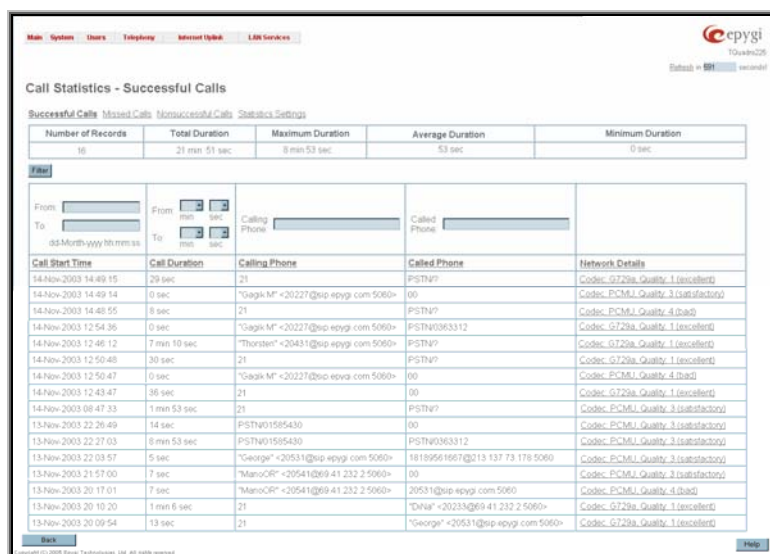 Main System Users Telephony Internet Uplink LAN Services
epygi
TQuadro226
Refresh in 591 seconds!
Call Statistics - Successful Calls
Successful Calls Missed Calls Nonsuccessful Calls Statistics Settings
Number of Records Total Duration Maximum Duration Average Duration Minimum Duration
16 21 min 51 sec 8 min 53 sec 53 sec 0 sec
Filter
From: From: min sec Calling Phone: Called Phone:
To: To: min sec
dd-Month-yyy hh:mm:ss
Call Start Time Call Duration Calling Phone Called Phone Network Details
14-Nov-2003 14:49:15 29 sec 21 PSTN/? Codec: G729a, Quality: 1 (excellent)
14-Nov-2003 14:49:14 0 sec "Gagik M" <20227@sip.epygi.com:5060> 00 Codec: PCMU, Quality: 3 (satisfactory)
14-Nov-2003 14:48:55 8 sec 21 PSTN/? Codec: PCMU, Quality: 4 (bad)
14-Nov-2003 12:54:36 0 sec "Gagik M" <20227@sip.epygi.com:5060> PSTN/0363312 Codec: G729a, Quality: 1 (excellent)
14-Nov-2003 12:46:12 7 min 10 sec "Thorsten" <20431@sip.epygi.com:5060> PSTN/? Codec: G729a, Quality: 1 (excellent)
14-Nov-2003 12:50:48 30 sec 21 PSTN/? Codec: G729a, Quality: 1 (excellent)
14-Nov-2003 12:50:47 0 sec "Gagik M" <20227@sip.epygi.com:5060> 00 Codec: PCMU, Quality: 4 (bad)
14-Nov-2003 12:43:47 36 sec 21 00 Codec: G729a, Quality: 1 (excellent)
14-Nov-2003 08:47:33 1 min 53 sec 21 PSTN/? Codec: PCMU, Quality: 3 (satisfactory)
13-Nov-2003 22:26:49 14 sec PSTN/01585430 00 Codec: PCMU, Quality: 3 (satisfactory)
13-Nov-2003 22:27:03 8 min 53 sec PSTN/01585430 PSTN/0363312 Codec: PCMU, Quality: 3 (satisfactory)
13-Nov-2003 22:03:57 5 sec "George" <20531@sip.epygi.com:5060> 18189561667@213.137.73.178:5060 Codec: PCMU, Quality: 3 (satisfactory)
13-Nov-2003 21:57:00 7 sec "ManoOR" <20541@69.41.232.2:5060> 00 Codec: PCMU, Quality: 3 (satisfactory)
13-Nov-2003 20:17:01 7 sec "ManoOR" <20541@69.41.232.2:5060> 20531@sip.epygi.com:5060 Codec: PCMU, Quality: 4 (bad)
13-Nov-2003 20:10:20 1 min 6 sec 21 "DiNa" <20233@69.41.232.2:5060> Codec: G729a, Quality: 1 (excellent)
13-Nov-2003 20:09:54 13 sec 21 "George" <20531@sip.epygi.com:5060> Codec: G729a, Quality: 1 (excellent)
Back Help
Copyright (C) 2005 Epygi Technologies, Ltd. All rights reserved